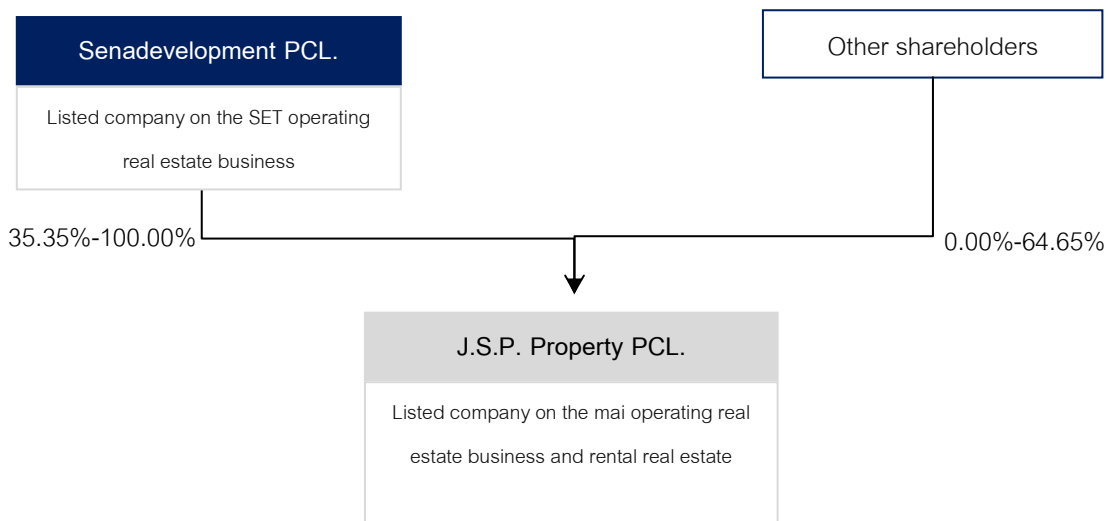 Senadevelopment PCL.
Other shareholders
Listed company on the SET operating
real estate business
35.35%-100.00%
0.00%-64.65%
J.S.P. Property PCL.
Listed company on the mai operating real
estate business and rental real estate